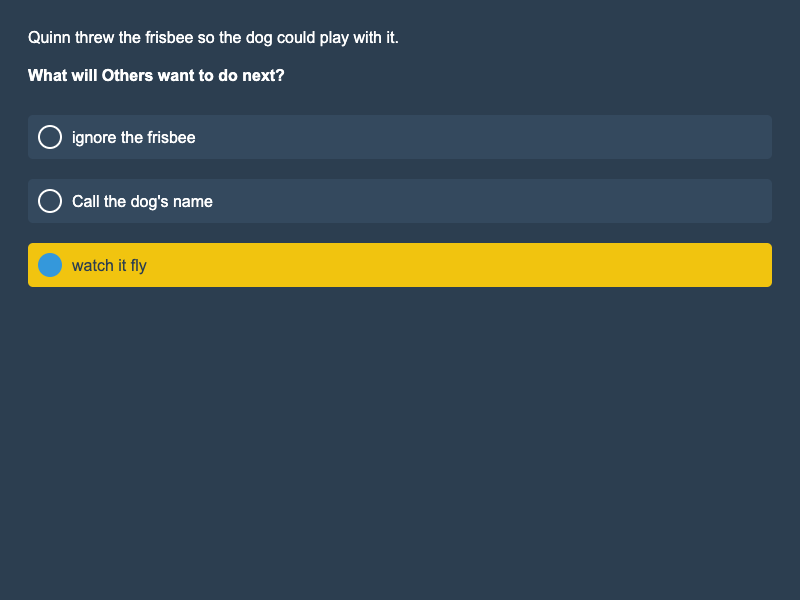 Quinn threw the frisbee so the dog could play with it.
What will Others want to do next?
ignore the frisbee
Call the dog's name
watch it fly